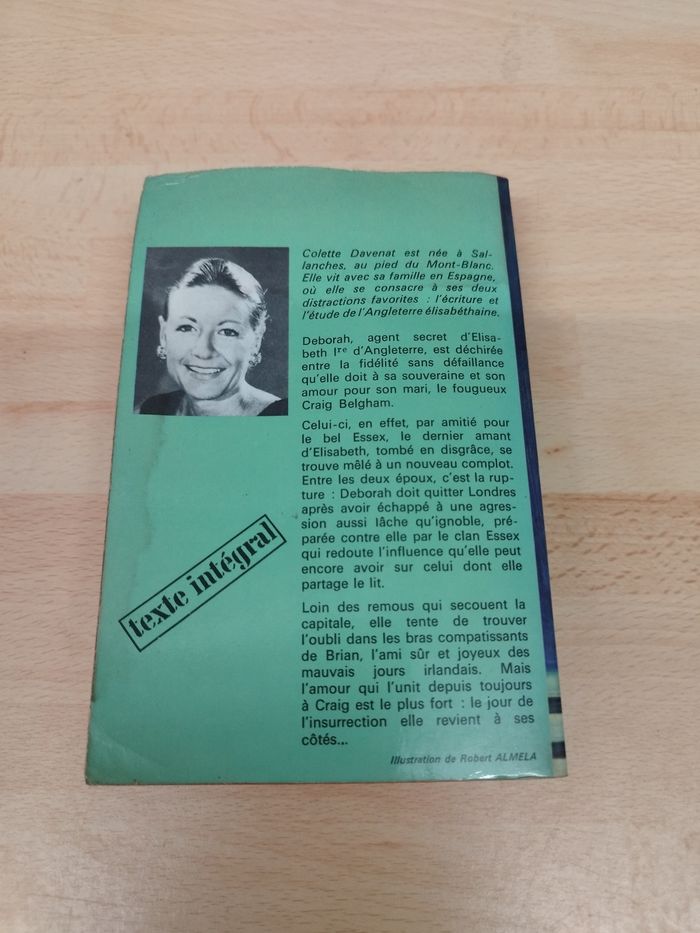 Colette Davenat est née à Sal-
lanches, au pied du Mont-Blanc.
Elle vit avec sa famille en Espagne,
où elle se consacre à ses deux
distractions favorites : l'écriture et
l'étude de l'Angleterre élisabéthaine.
Deborah, agent secret d'Elisa-
beth Ire d'Angleterre, est déchirée
entre la fidélité sans défaillance
qu'elle doit à sa souveraine et son
amour pour son mari, le fougueux
Craig Belgham.
Celui-ci, en effet, par amitié pour
le bel Essex, le dernier amant
d'Elisabeth, tombé en disgrâce, se
trouve mêlé à un nouveau complot.
Entre les deux époux, c'est la rup-
ture : Deborah doit quitter Londres
après avoir échappé à une agres-
sion aussi lâche qu'ignoble, pré-
parée contre elle par le clan Essex
qui redoute l'influence qu'elle peut
encore avoir sur celui dont elle
partage le lit.
Loin des remous qui secouent la
capitale, elle tente de trouver
l'oubli dans les bras compatissants
de Brian, l'ami sûr et joyeux des
mauvais jours irlandais. Mais
l'amour qui l'unit depuis toujours
à Craig est le plus fort : le jour de
l'insurrection elle revient à ses
côtés...
texte intégral
Illustration de Robert ALMELA